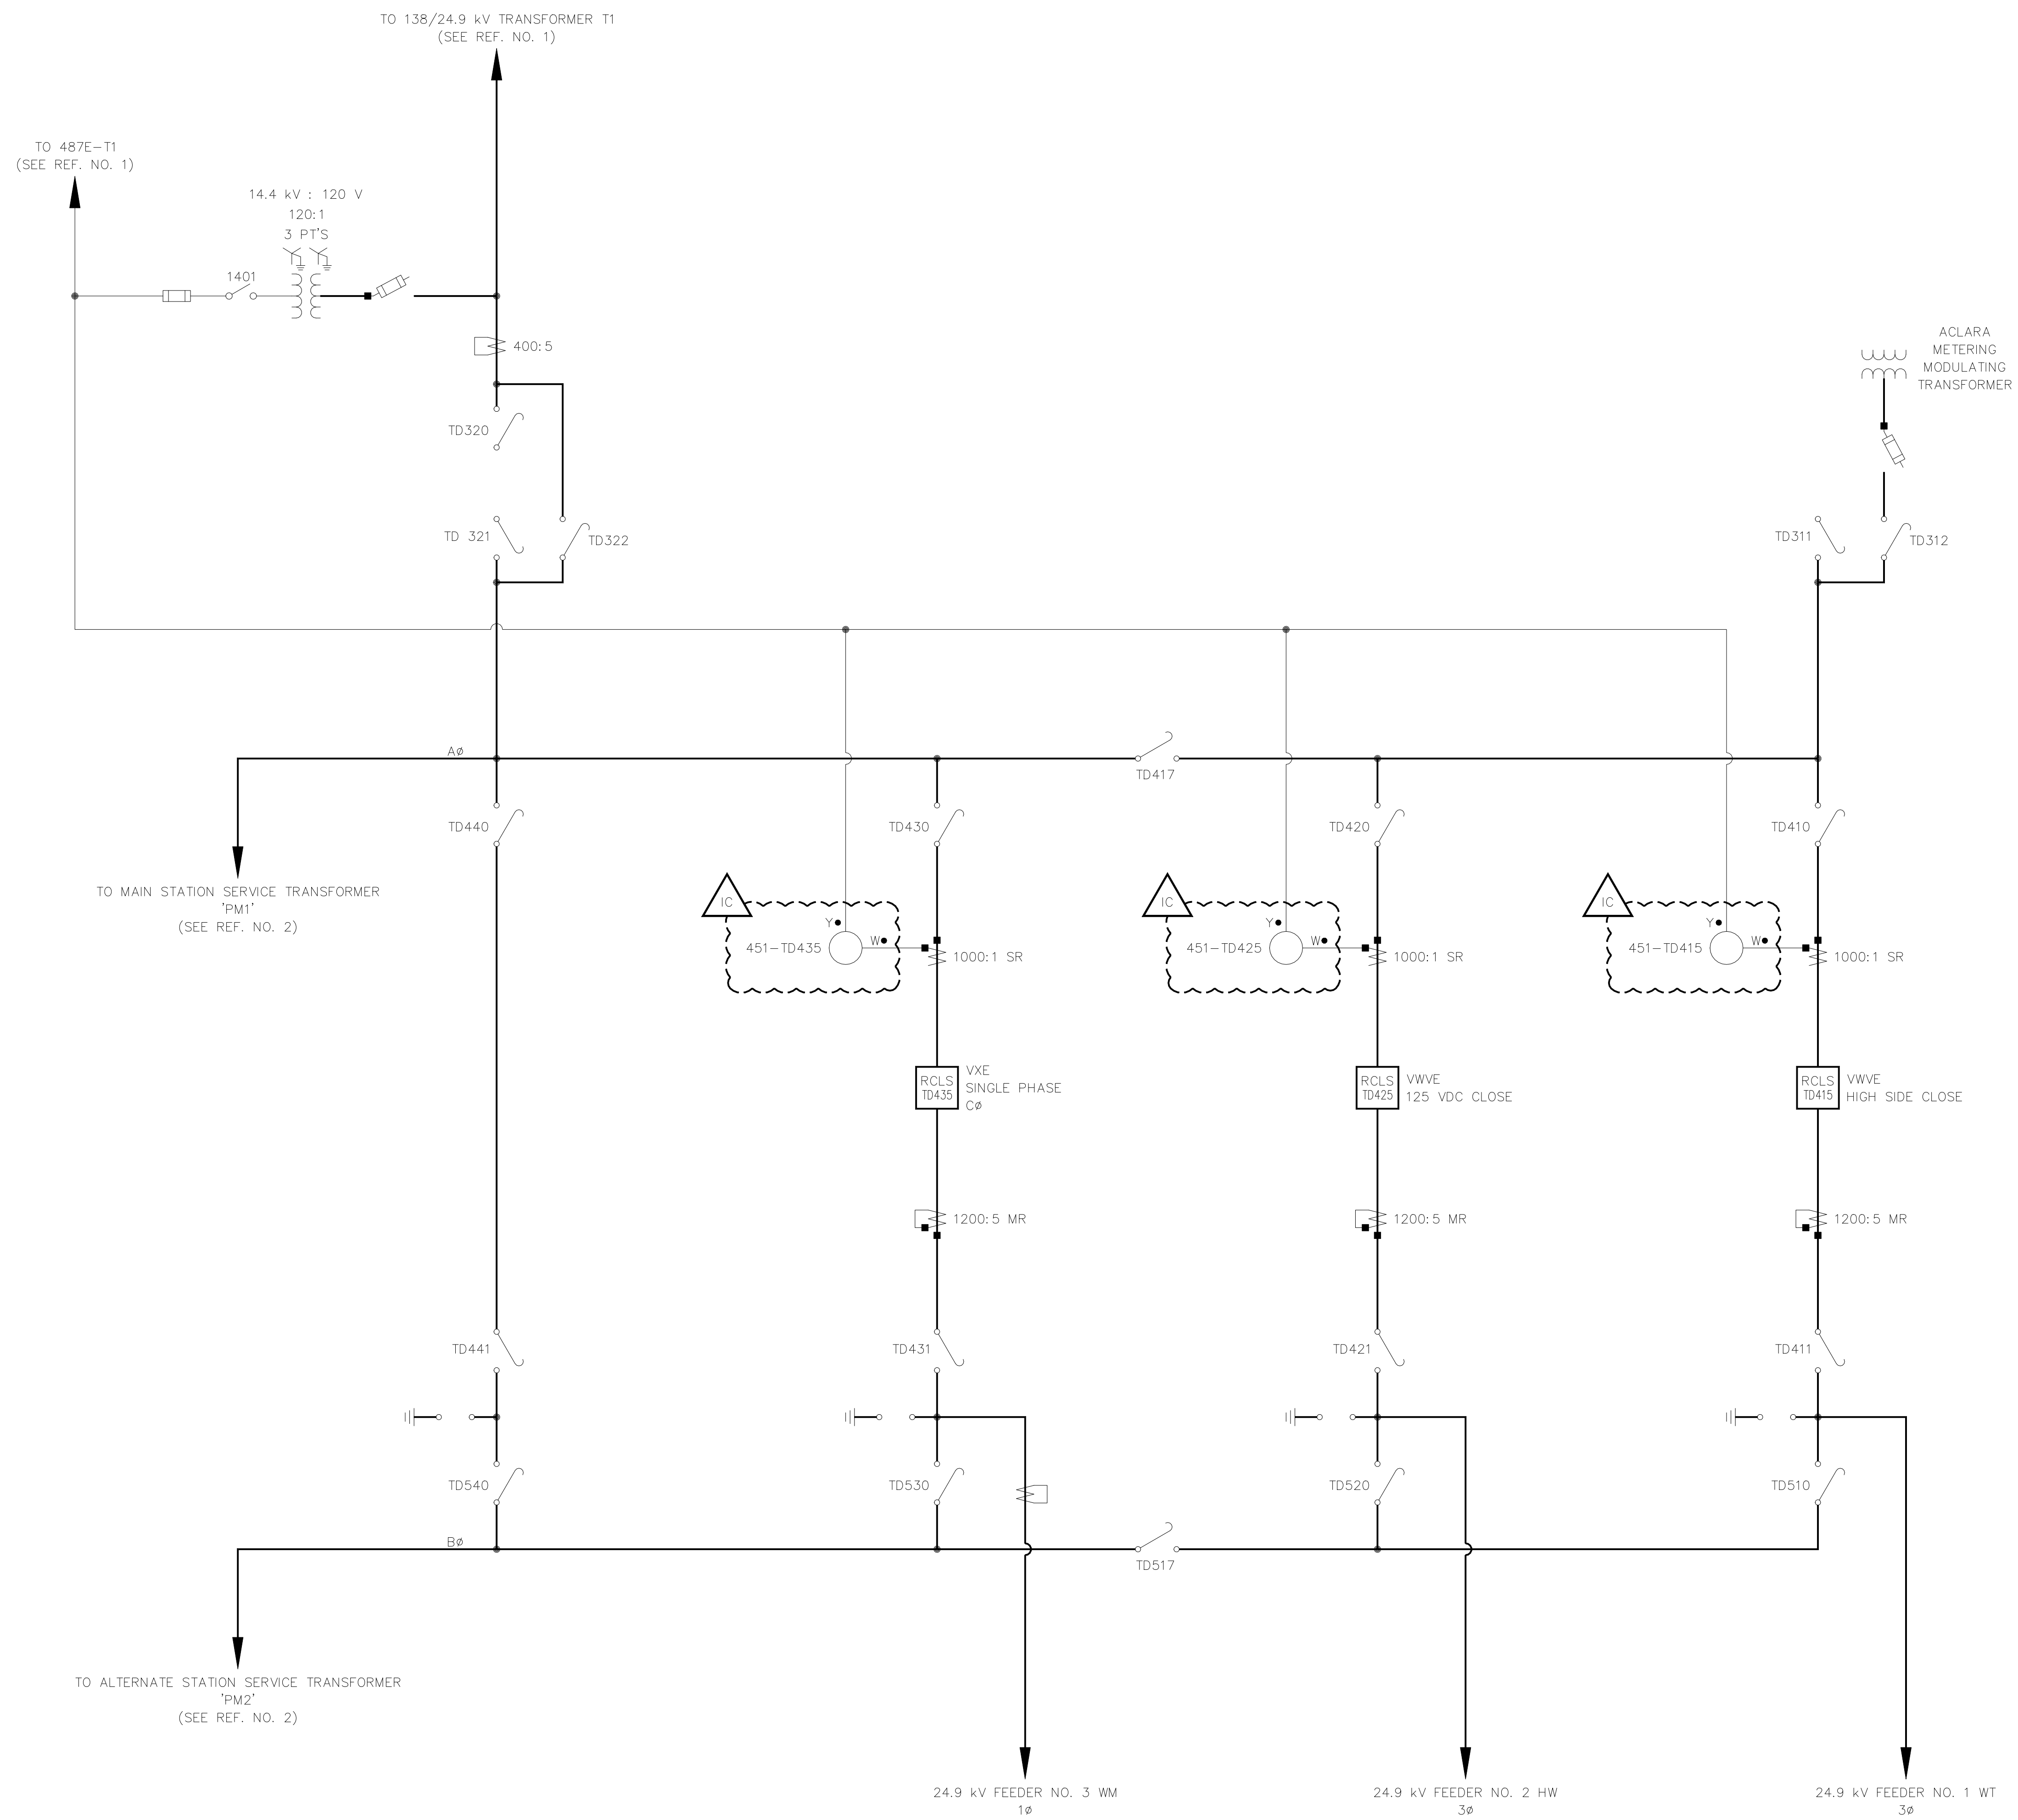 TO 138/24.9 kV TRANSFORMER T1
(SEE REF. NO. 1)
TO 487E-T1
(SEE REF. NO. 1)
14.4 kV : 120 V
120:1
3 PT'S
1401
400:5
ACLARA
METERING
MODULATING
TRANSFORMER
TD320
TD 321
TD322
TD311
TD312
AØ
TD417
TD440
TD430
TD420
TD410
TO MAIN STATION SERVICE TRANSFORMER
'PM1'
(SEE REF. NO. 2)
IC
Y
451-TD435
W
1000:1 SR
IC
Y
451-TD425
W
1000:1 SR
IC
Y
451-TD415
W
1000:1 SR
RCLS
TD435
VXE
SINGLE PHASE
CØ
RCLS
TD425
VWVE
125 VDC CLOSE
RCLS
TD415
VWVE
HIGH SIDE CLOSE
1200:5 MR
1200:5 MR
1200:5 MR
TD441
TD431
TD421
TD411
TD540
TD530
TD520
TD510
BØ
TD517
TO ALTERNATE STATION SERVICE TRANSFORMER
'PM2'
(SEE REF. NO. 2)
24.9 kV FEEDER NO. 3 WM
1Ø
24.9 kV FEEDER NO. 2 HW
3Ø
24.9 kV FEEDER NO. 1 WT
3Ø